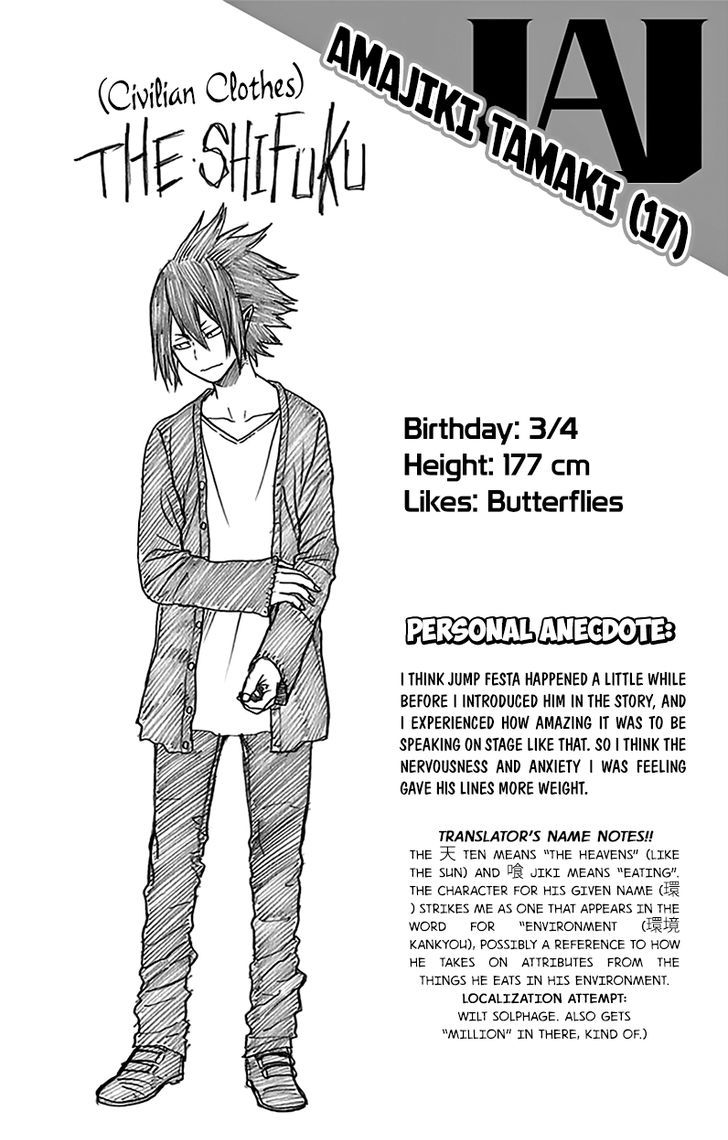 (Civilian Clothes)
THE SHIFUKU
UA
AMAJIKI TAMAKI (17)
Birthday: 3/4
Height: 177 cm
Likes: Butterflies
PERSONAL ANECDOTE:
I THINK JUMP FESTA HAPPENED A LITTLE WHILE
BEFORE I INTRODUCED HIM IN THE STORY, AND
I EXPERIENCED HOW AMAZING IT WAS TO BE
SPEAKING ON STAGE LIKE THAT. SO I THINK THE
NERVOUSNESS AND ANXIETY I WAS FEELING
GAVE HIS LINES MORE WEIGHT.
TRANSLATOR'S NAME NOTES!!
THE 天 TEN MEANS "THE HEAVENS" (LIKE
THE SUN) AND 喰 JIKI MEANS "EATING".
THE CHARACTER FOR HIS GIVEN NAME (環
) STRIKES ME AS ONE THAT APPEARS IN THE
WORD FOR "ENVIRONMENT (環境
KANKYOU), POSSIBLY A REFERENCE TO HOW
HE TAKES ON ATTRIBUTES FROM THE
THINGS HE EATS IN HIS ENVIRONMENT.
LOCALIZATION ATTEMPT:
WILT SOLPHAGE. ALSO GETS
"MILLION" IN THERE, KIND OF.)